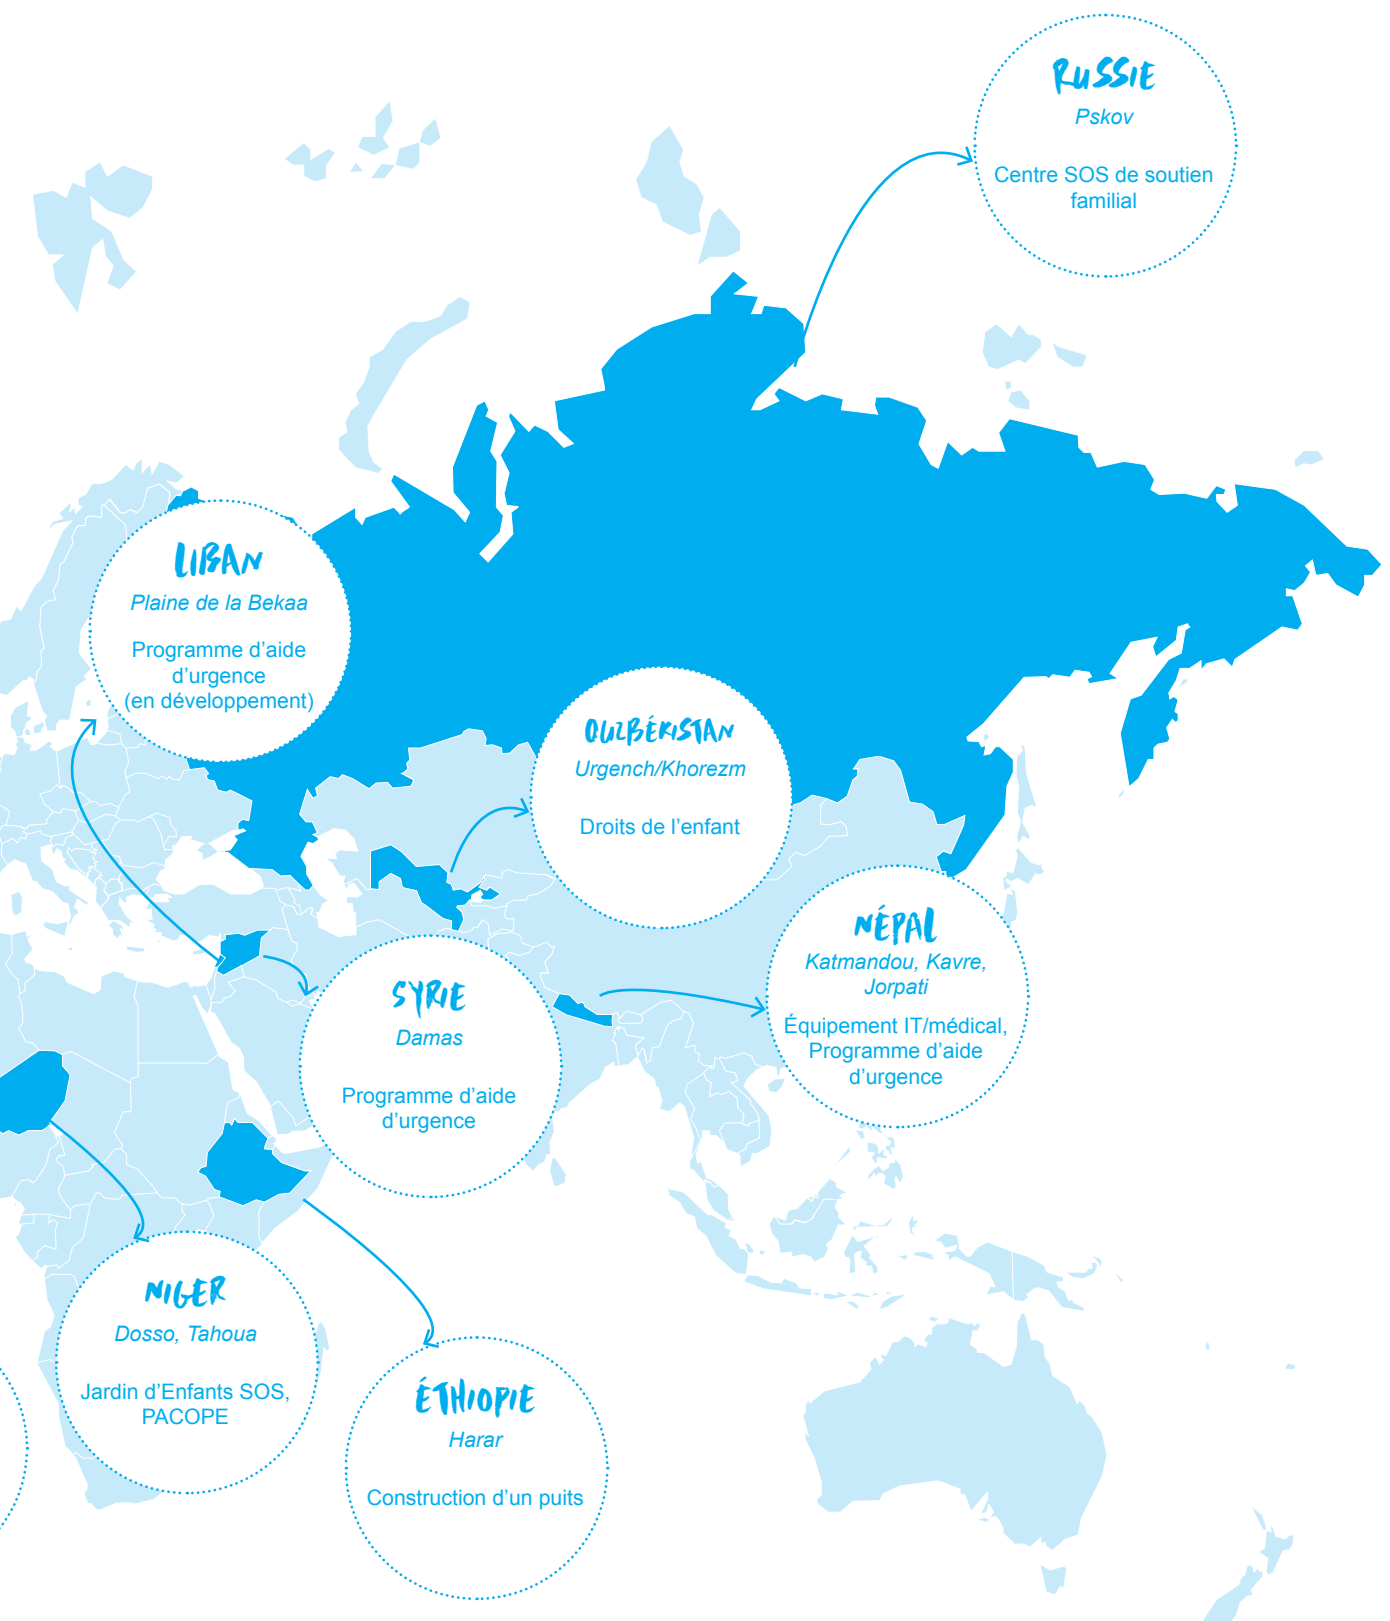 RUSSIE
Pskov
Centre SOS de soutien
familial
LIBAN
Plaine de la Bekaa
Programme d'aide
d'urgence
(en développement)
OUZBÉKISTAN
Urgench/Khorezm
Droits de l'enfant
NÉPAL
Katmandou, Kavre,
Jorpati
Équipement IT/médical,
Programme d'aide
d'urgence
SYRIE
Damas
Programme d'aide
d'urgence
NIGER
Dosso, Tahoua
Jardin d'Enfants SOS,
PACOPE
ÉTHIOPIE
Harar
Construction d'un puits